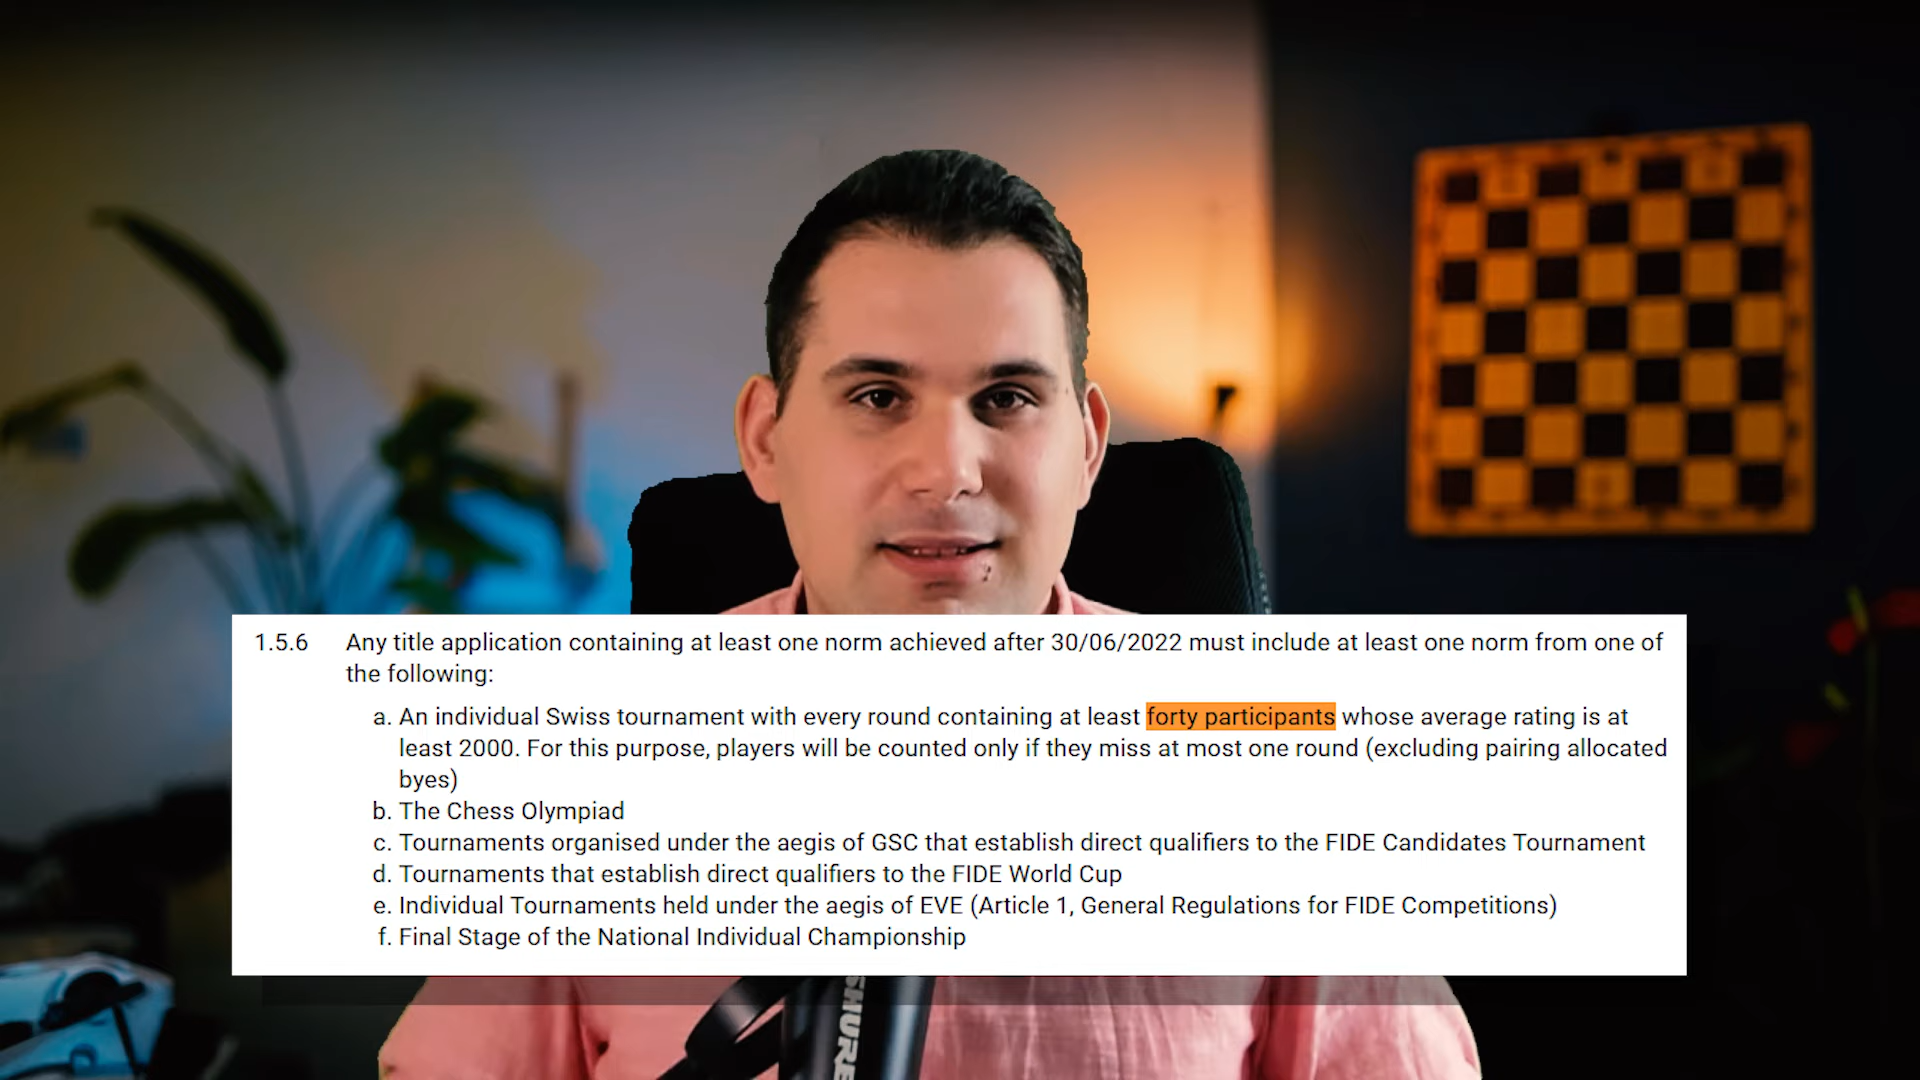 1.5.6 Any title application containing at least one norm achieved after 30/06/2022 must include at least one norm from one of
the following:
a. An individual Swiss tournament with every round containing at least forty participants whose average rating is at
least 2000. For this purpose, players will be counted only if they miss at most one round (excluding pairing allocated
byes)
b. The Chess Olympiad
c. Tournaments organised under the aegis of GSC that establish direct qualifiers to the FIDE Candidates Tournament
d. Tournaments that establish direct qualifiers to the FIDE World Cup
e. Individual Tournaments held under the aegis of EVE (Article 1, General Regulations for FIDE Competitions)
f. Final Stage of the National Individual Championship
SHURE